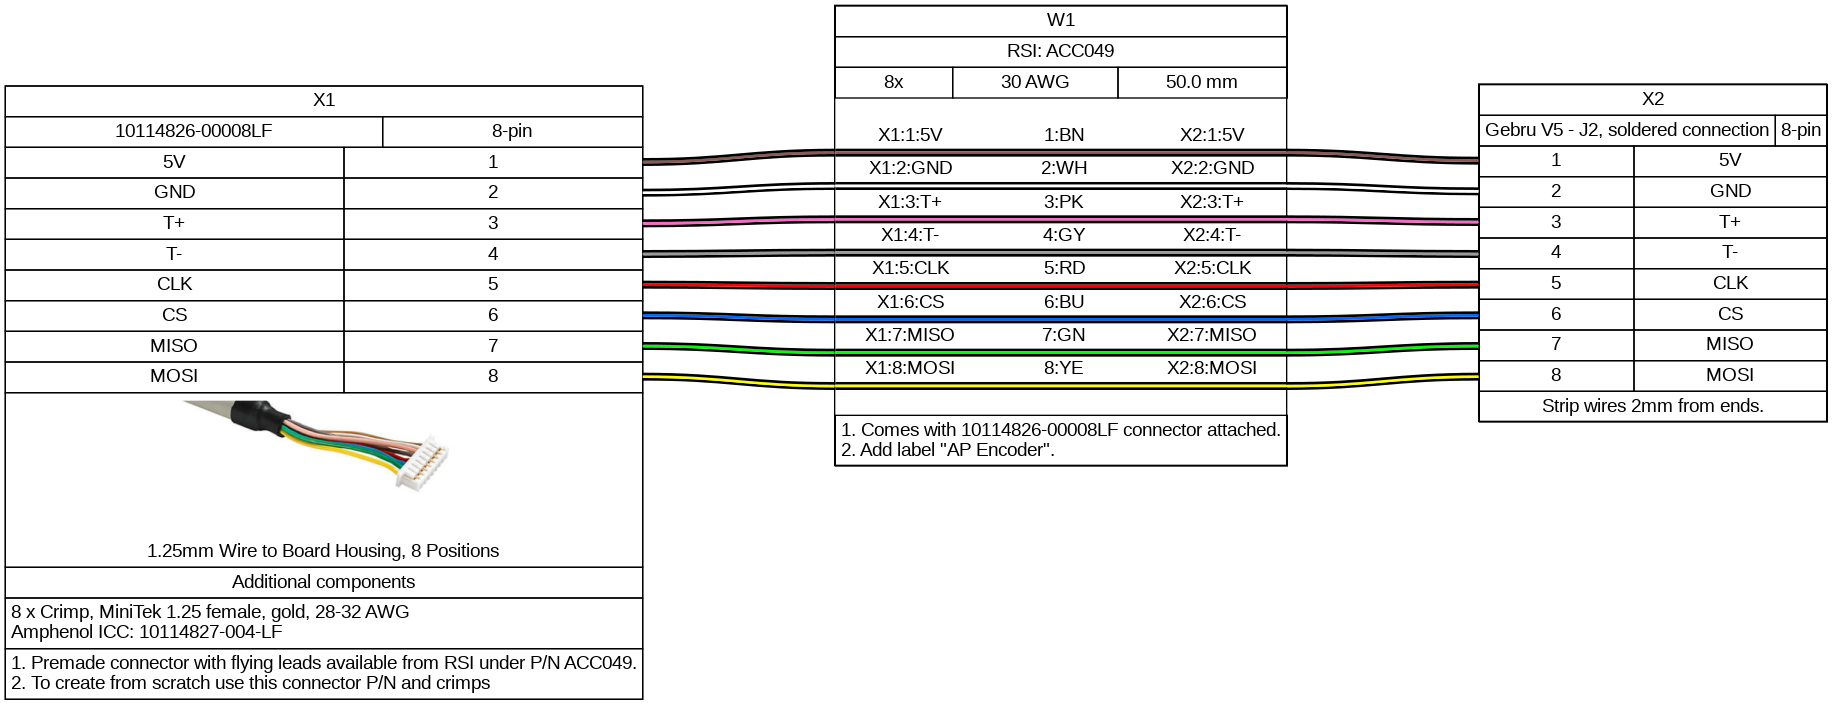 X1
10114826-00008LF 8-pin
5V 1
GND 2
T+ 3
T- 4
CLK 5
CS 6
MISO 7
MOSI 8
1.25mm Wire to Board Housing, 8 Positions
Additional components
8 x Crimp, MiniTek 1.25 female, gold, 28-32 AWG
Amphenol ICC: 10114827-004-LF
1. Premade connector with flying leads available from RSI under P/N ACC049.
2. To create from scratch use this connector P/N and crimps
W1
RSI: ACC049
8x 30 AWG 50.0 mm
X1:1:5V 1:BN X2:1:5V
X1:2:GND 2:WH X2:2:GND
X1:3:T+ 3:PK X2:3:T+
X1:4:T- 4:GY X2:4:T-
X1:5:CLK 5:RD X2:5:CLK
X1:6:CS 6:BU X2:6:CS
X1:7:MISO 7:GN X2:7:MISO
X1:8:MOSI 8:YE X2:8:MOSI
1. Comes with 10114826-00008LF connector attached.
2. Add label "AP Encoder".
X2
Gebru V5 - J2, soldered connection 8-pin
1 5V
2 GND
3 T+
4 T-
5 CLK
6 CS
7 MISO
8 MOSI
Strip wires 2mm from ends.